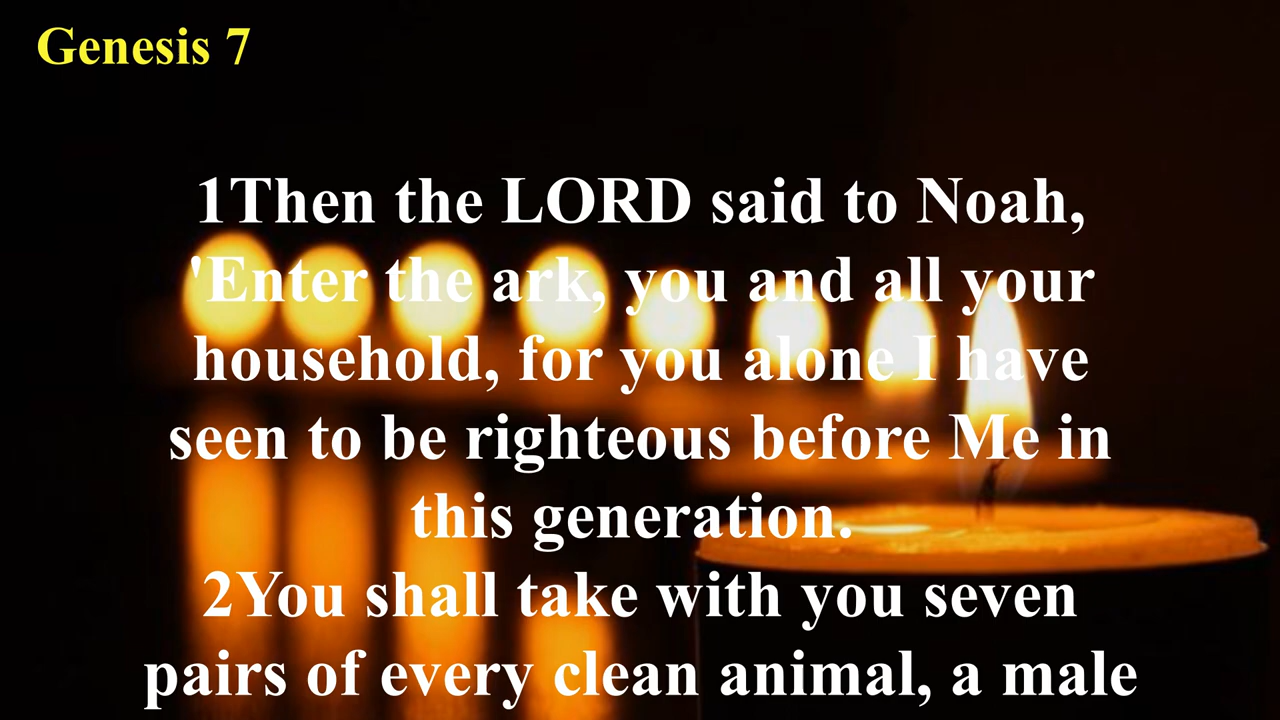 Genesis 7
1Then the LORD said to Noah,
'Enter the ark, you and all your
household, for you alone I have
seen to be righteous before Me in
this generation.
2You shall take with you seven
pairs of every clean animal, a male